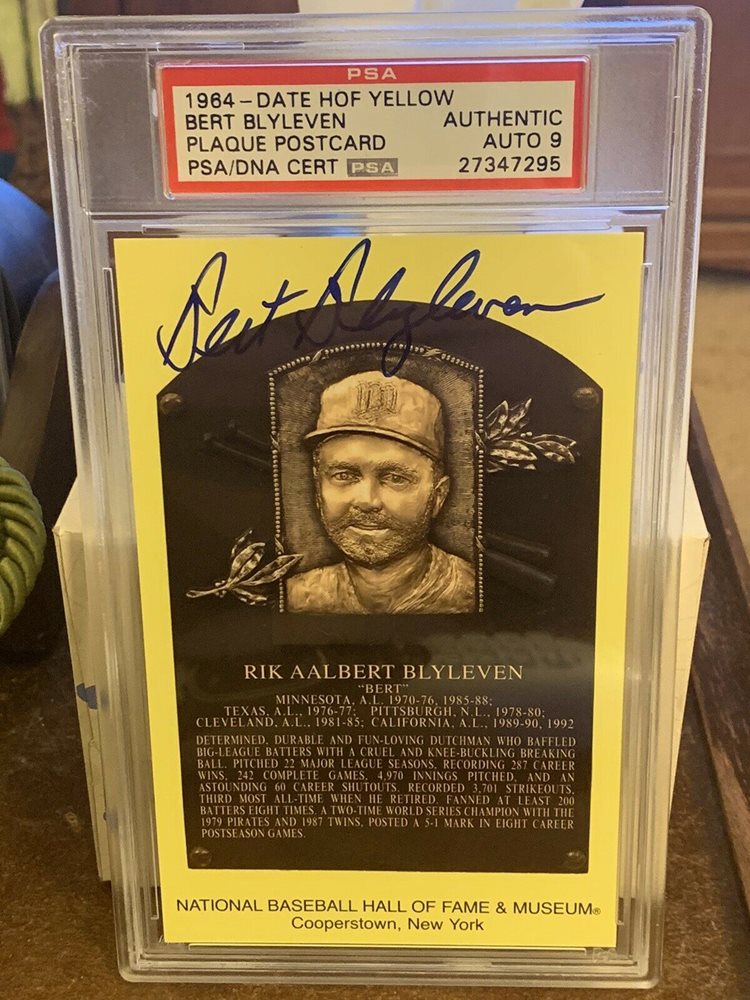 PSA
1964-DATE HOF YELLOW
BERT BLYLEVEN AUTHENTIC
PLAQUE POSTCARD AUTO 9
PSA/DNA CERT PSA 27347295
Bert Blyleven
M
RIK AALBERT BLYLEVEN
"BERT"
MINNESOTA, A.L. 1970-76, 1985-88;
TEXAS, A.L., 1976-77; PITTSBURGH, N.L., 1978-80;
CLEVELAND, A.L., 1981-85; CALIFORNIA, A.L., 1989-90, 1992
DETERMINED, DURABLE AND FUN-LOVING DUTCHMAN WHO BAFFLED
BIG-LEAGUE BATTERS WITH A CRUEL AND KNEE-BUCKLING BREAKING
BALL. PITCHED 22 MAJOR LEAGUE SEASONS, RECORDING 287 CAREER
WINS, 242 COMPLETE GAMES, 4,970 INNINGS PITCHED, AND AN
ASTOUNDING 60 CAREER SHUTOUTS. RECORDED 3,701 STRIKEOUTS,
THIRD MOST ALL-TIME WHEN HE RETIRED. FANNED AT LEAST 200
BATTERS EIGHT TIMES. A TWO-TIME WORLD SERIES CHAMPION WITH THE
1979 PIRATES AND 1987 TWINS, POSTED A 5-1 MARK IN EIGHT CAREER
POSTSEASON GAMES.
NATIONAL BASEBALL HALL OF FAME & MUSEUM®
Cooperstown, New York